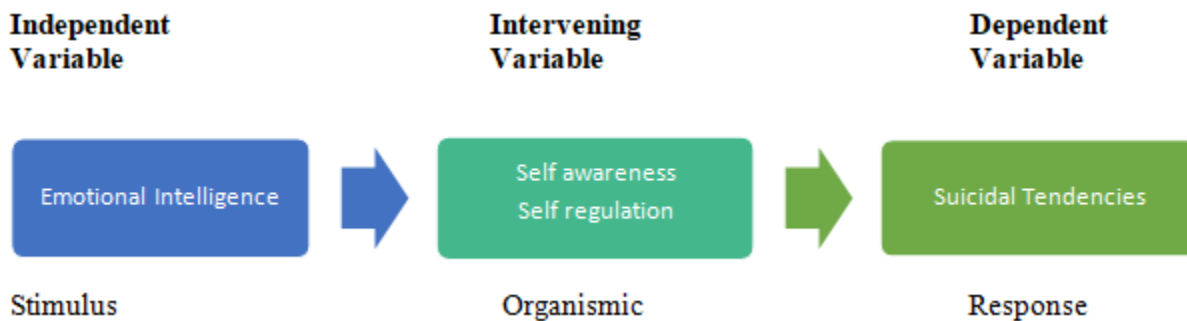 Independent
Variable
Intervening
Variable
Dependent
Variable
Emotional Intelligence
Self awareness
Self regulation
Suicidal Tendencies
Stimulus
Organismic
Response